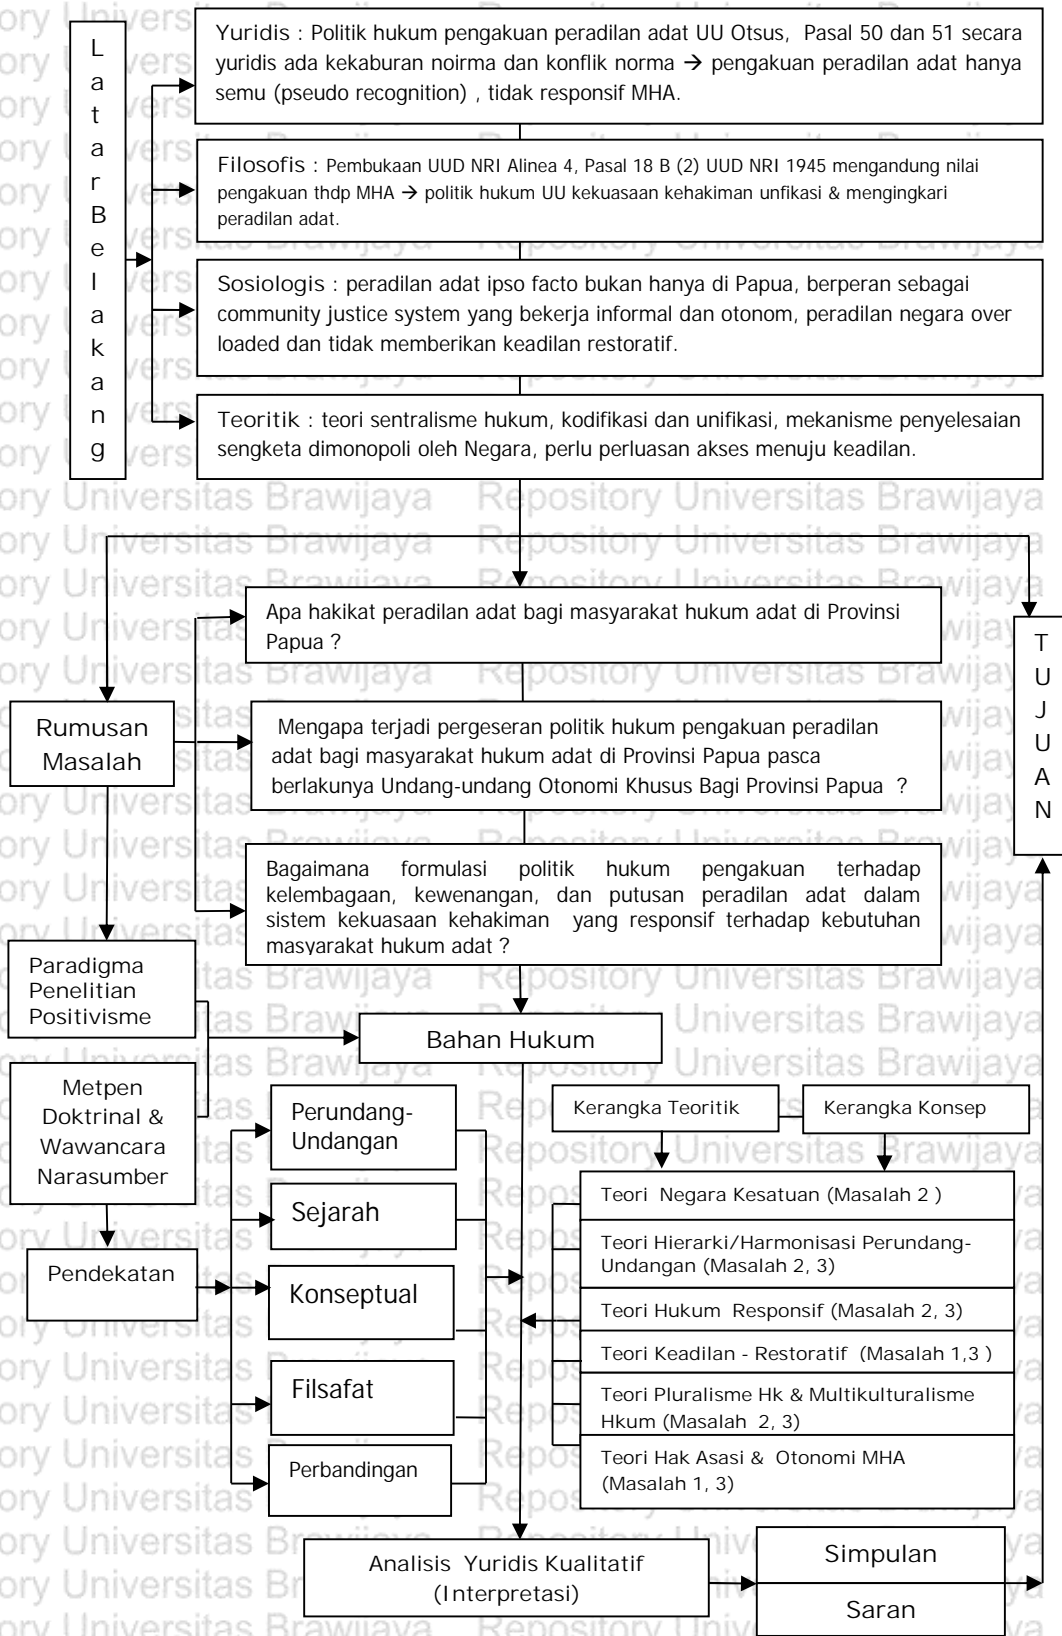 Latar Belakang
Yuridis : Politik hukum pengakuan peradilan adat UU Otsus, Pasal 50 dan 51 secara
yuridis ada kekaburan noirma dan konflik norma → pengakuan peradilan adat hanya
semu (pseudo recognition) , tidak responsif MHA.
Filosofis : Pembukaan UUD NRI Alinea 4, Pasal 18 B (2) UUD NRI 1945 mengandung nilai
pengakuan thdp MHA → politik hukum UU kekuasaan kehakiman unfikasi & mengingkari
peradilan adat.
Sosiologis : peradilan adat ipso facto bukan hanya di Papua, berperan sebagai
community justice system yang bekerja informal dan otonom, peradilan negara over
loaded dan tidak memberikan keadilan restoratif.
Teoritik : teori sentralisme hukum, kodifikasi dan unifikasi, mekanisme penyelesaian
sengketa dimonopoli oleh Negara, perlu perluasan akses menuju keadilan.
Apa hakikat peradilan adat bagi masyarakat hukum adat di Provinsi
Papua ?
TUJUAN
Rumusan
Masalah
Mengapa terjadi pergeseran politik hukum pengakuan peradilan
adat bagi masyarakat hukum adat di Provinsi Papua pasca
berlakunya Undang-undang Otonomi Khusus Bagi Provinsi Papua ?
Bagaimana formulasi politik hukum pengakuan terhadap
kelembagaan, kewenangan, dan putusan peradilan adat dalam
sistem kekuasaan kehakiman yang responsif terhadap kebutuhan
masyarakat hukum adat ?
Paradigma
Penelitian
Positivisme
Bahan Hukum
Metpen
Doktrinal &
Wawancara
Narasumber
Pendekatan
Perundang-
Undangan
Sejarah
Konseptual
Filsafat
Perbandingan
Kerangka Teoritik
Kerangka Konsep
Teori Negara Kesatuan (Masalah 2 )
Teori Hierarki/Harmonisasi Perundang-
Undangan (Masalah 2, 3)
Teori Hukum Responsif (Masalah 2, 3)
Teori Keadilan - Restoratif (Masalah 1,3 )
Teori Pluralisme Hk & Multikulturalisme
Hkum (Masalah 2, 3)
Teori Hak Asasi & Otonomi MHA
(Masalah 1, 3)
Analisis Yuridis Kualitatif
(Interpretasi)
Simpulan
Saran
Repository Universitas Brawijaya